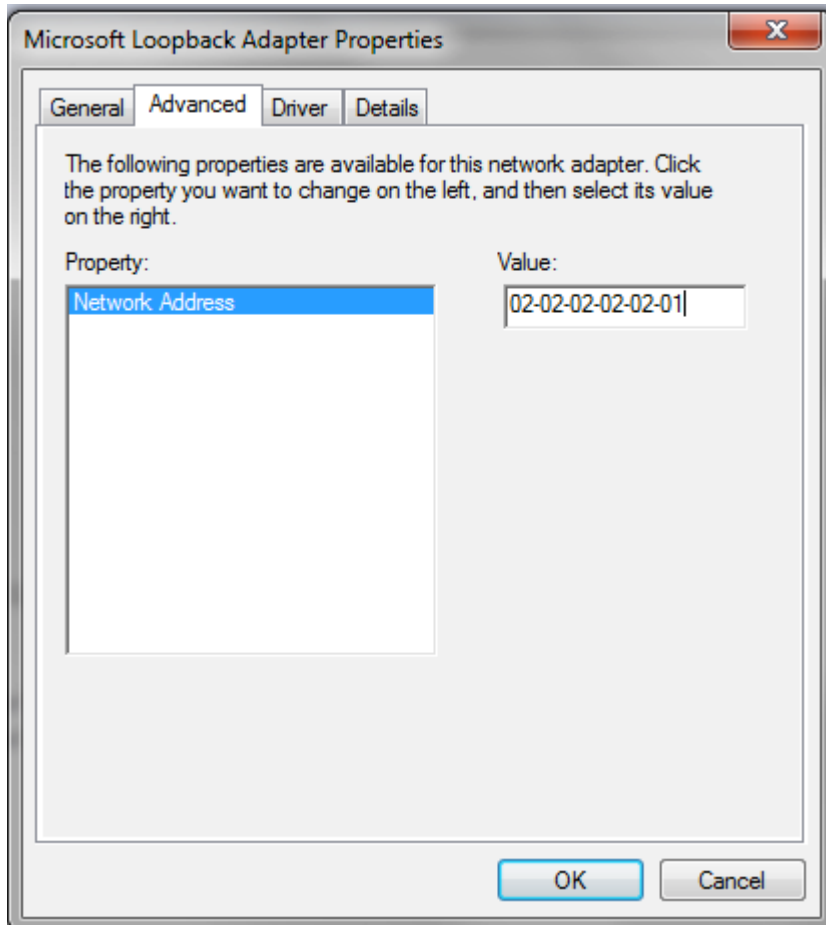 Microsoft Loopback Adapter Properties
General Advanced Driver Details
The following properties are available for this network adapter. Click
the property you want to change on the left, and then select its value
on the right.
Property: Value:
Network Address 02-02-02-02-02-01
OK Cancel